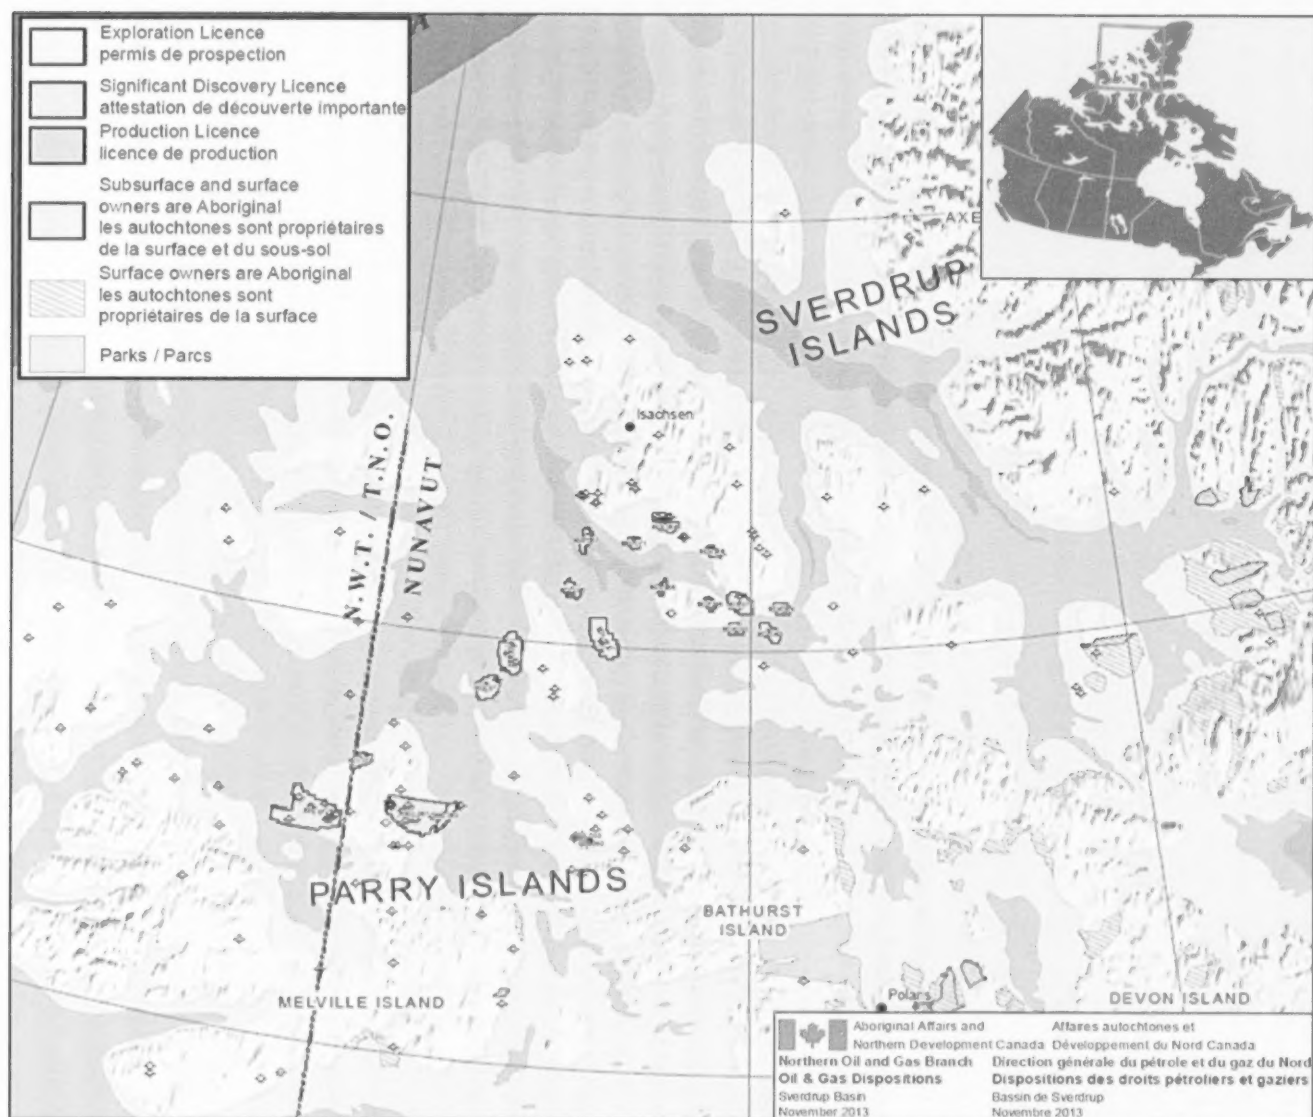 Exploration Licence
permis de prospection
Significant Discovery Licence
attestation de découverte importante
Production Licence
licence de production
Subsurface and surface
owners are Aboriginal
les autochtones sont propriétaires
de la surface et du sous-sol
Surface owners are Aboriginal
les autochtones sont
propriétaires de la surface
Parks / Parcs
AXE
SVERDRUP
ISLANDS
Isachsen
N.W.T. / T.N.O.
NUNAVUT
PARRY ISLANDS
BATHURST
ISLAND
MELVILLE ISLAND
Polaris
DEVON ISLAND
Aboriginal Affairs and
Northern Development Canada
Affaires autochtones et
Développement du Nord Canada
Northern Oil and Gas Branch
Direction générale du pétrole et du gaz du Nord
Oil & Gas Dispositions
Dispositions des droits pétroliers et gaziers
Sverdrup Basin
Bassin de Sverdrup
November 2013
Novembre 2013